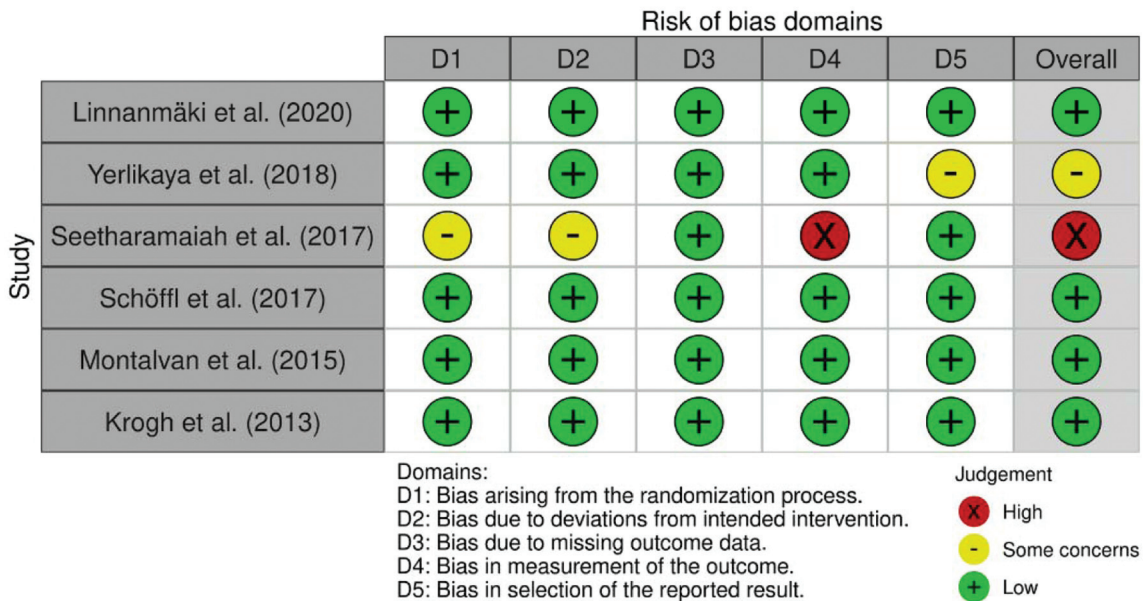 Risk of bias domains
D1 D2 D3 D4 D5 Overall
Study
Linnanmäki et al. (2020) + + + + + +
Yerlikaya et al. (2018) + + + + - -
Seetharamaiah et al. (2017) - - + X + X
Schöffl et al. (2017) + + + + + +
Montalvan et al. (2015) + + + + + +
Krogh et al. (2013) + + + + + +
Domains:
D1: Bias arising from the randomization process.
D2: Bias due to deviations from intended intervention.
D3: Bias due to missing outcome data.
D4: Bias in measurement of the outcome.
D5: Bias in selection of the reported result.
Judgement
X High
- Some concerns
+ Low